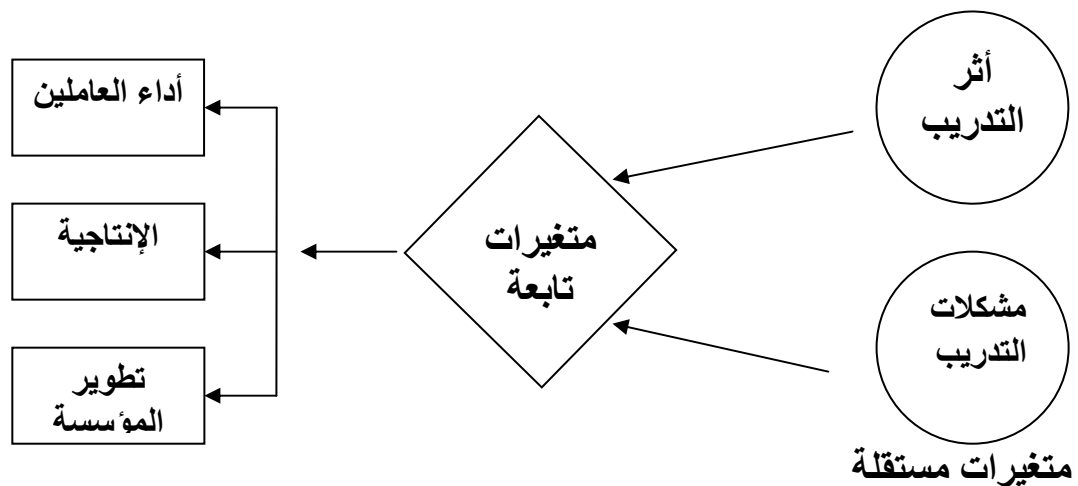 أثر
التدريب
مشكلات
التدريب
متغيرات مستقلة
متغيرات
تابعة
أداء العاملين
الإنتاجية
تطوير
المؤسسة